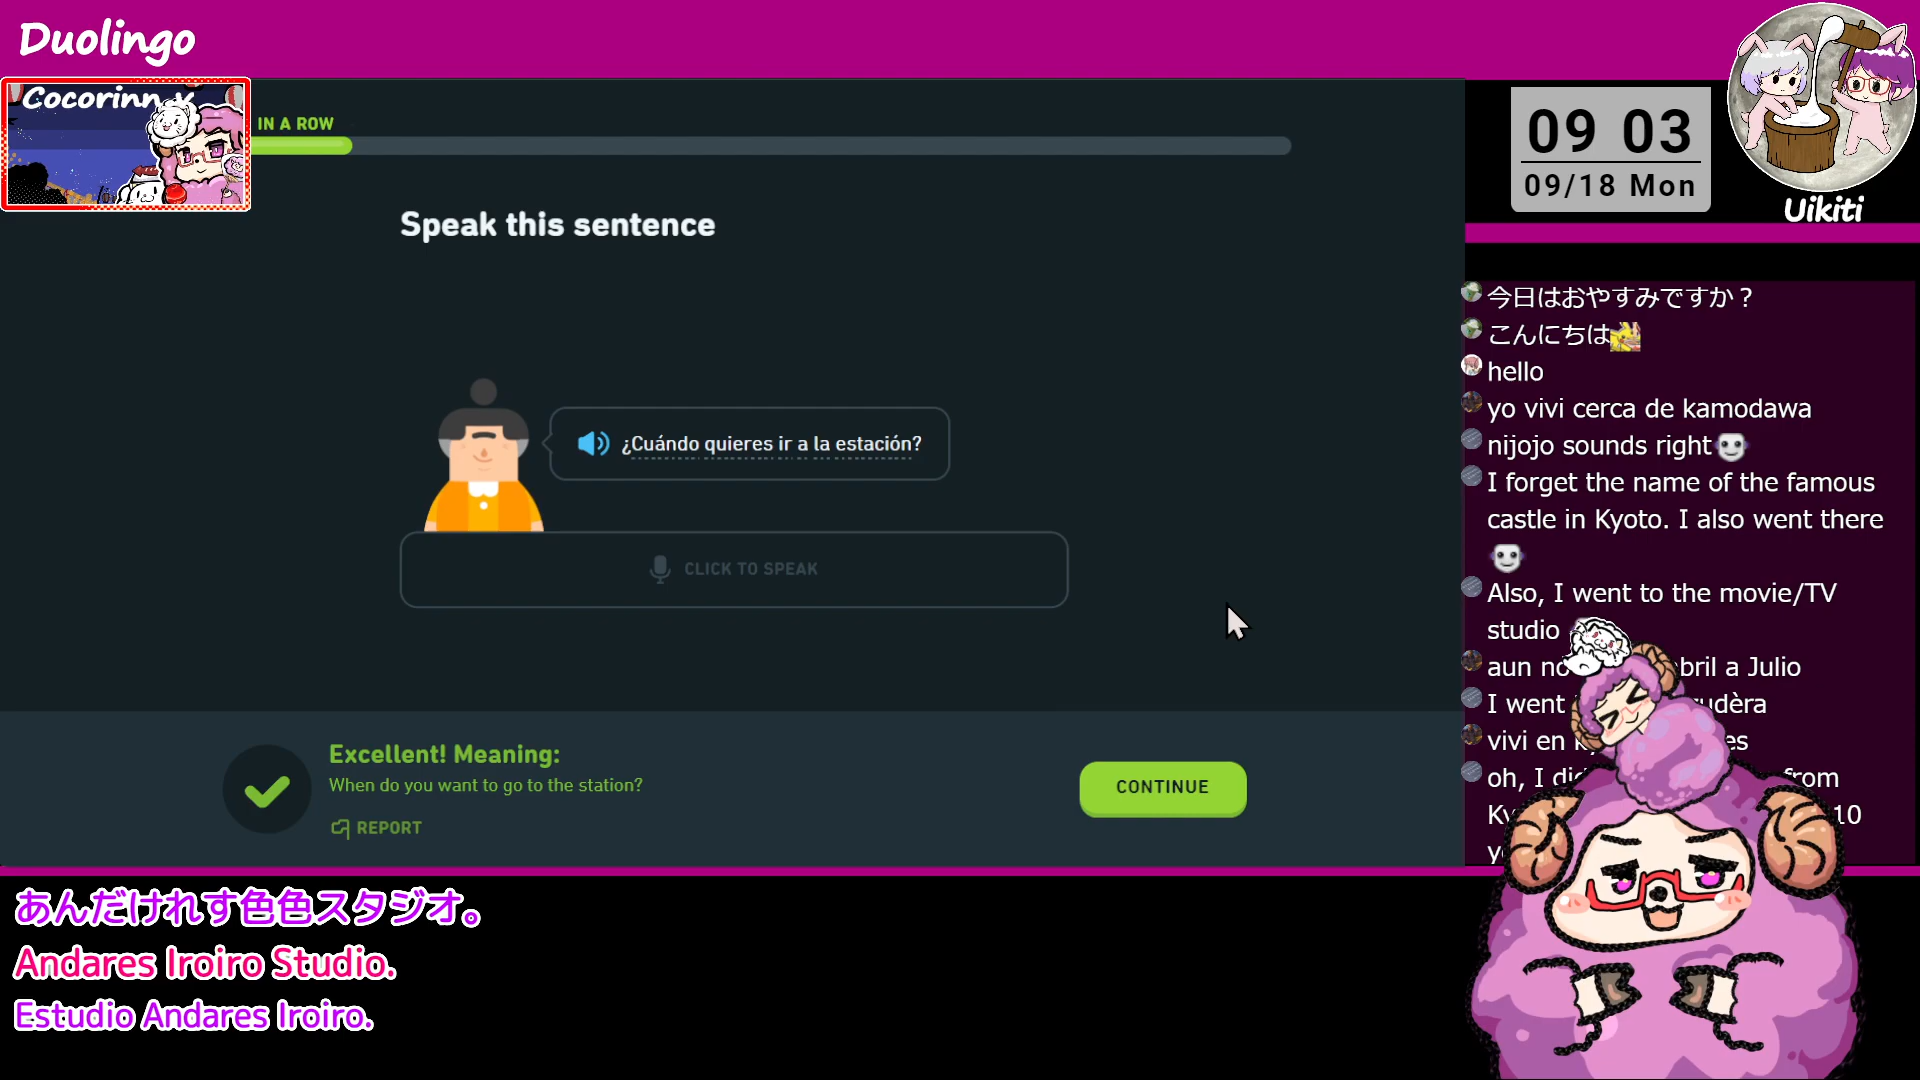 Duolingo
Cocorinn
IN A ROW
Speak this sentence
¿Cuándo quieres ir a la estación?
CLICK TO SPEAK
Excellent! Meaning:
When do you want to go to the station?
REPORT
CONTINUE
09 03
09/18 Mon
Uikiti
今日はおやすみですか？
こんにちは
hello
yo vivi cerca de kamodawa
nijojo sounds right
I forget the name of the famous
castle in Kyoto. I also went there
Also, I went to the movie/TV
studio
aun no bril a Julio
I went
vivi en
oh, I from
10
あんだけれす色色スタジオ。
Andares Iroiro Studio.
Estudio Andares Iroiro.